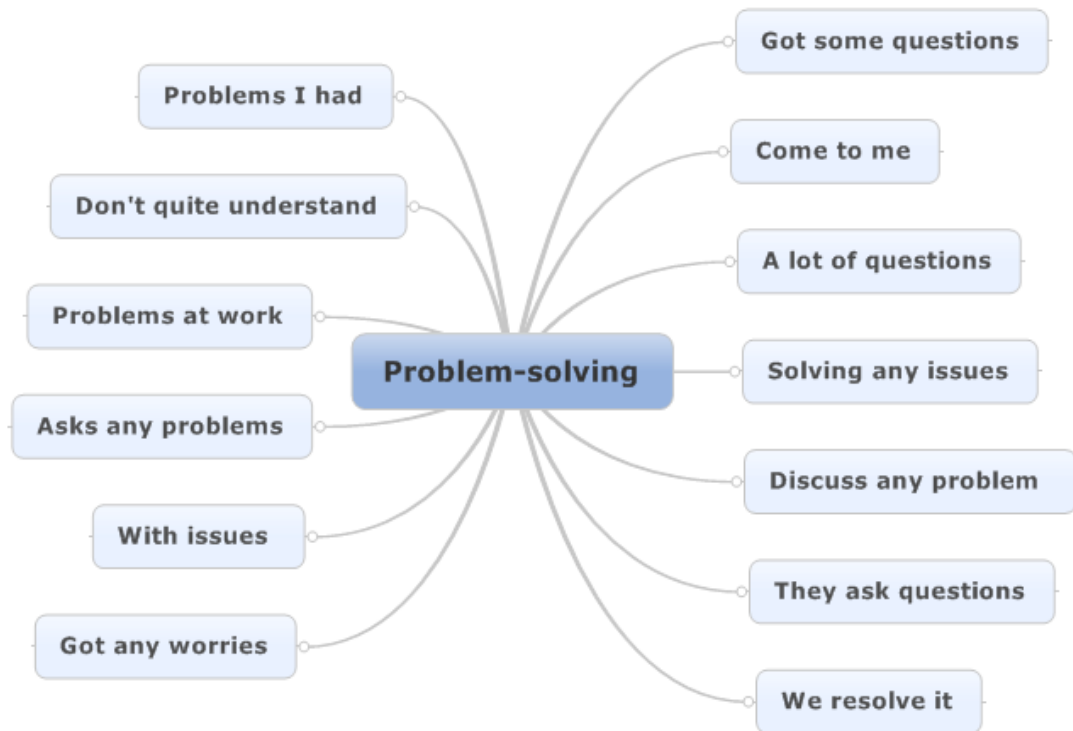 Got some questions
Problems I had
Come to me
Don't quite understand
A lot of questions
Problems at work
Problem-solving
Solving any issues
Asks any problems
Discuss any problem
With issues
They ask questions
Got any worries
We resolve it